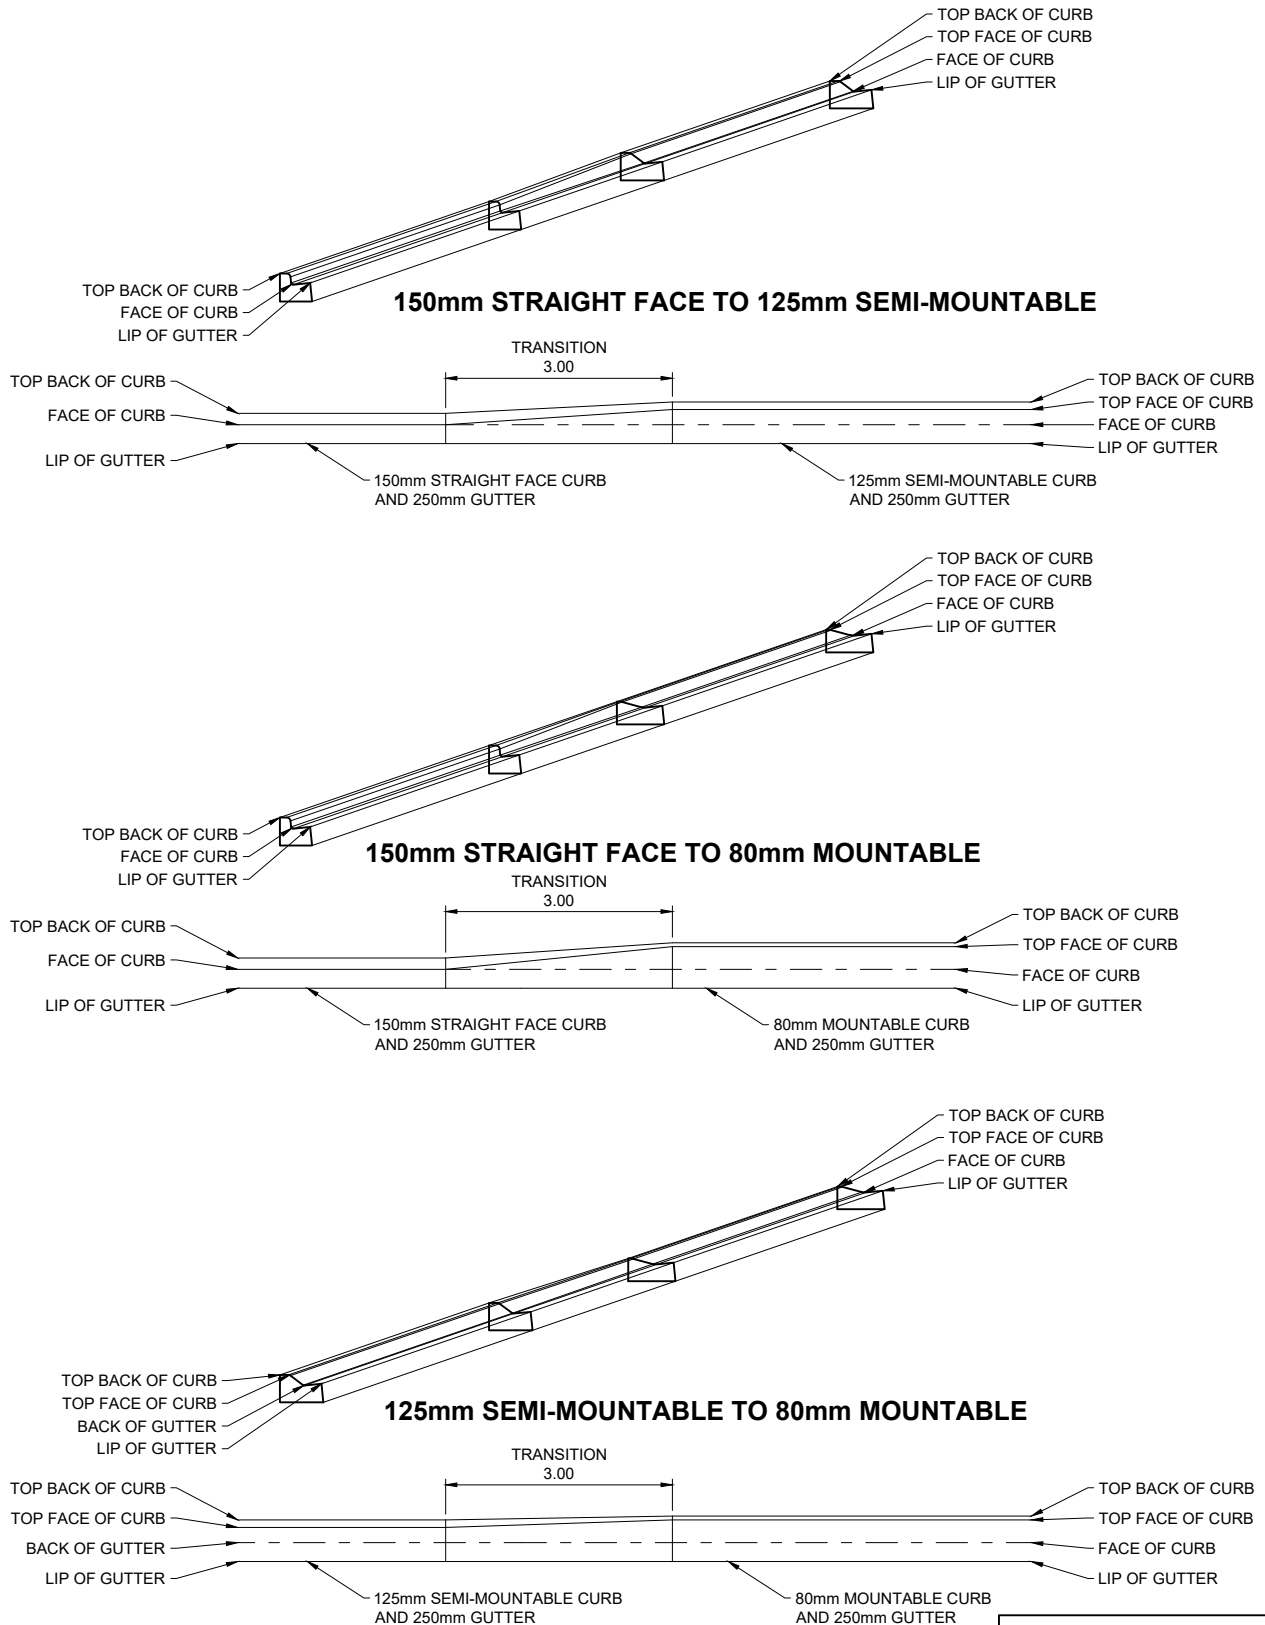 TOP BACK OF CURB
TOP FACE OF CURB
FACE OF CURB
LIP OF GUTTER
TOP BACK OF CURB
FACE OF CURB
LIP OF GUTTER
150mm STRAIGHT FACE TO 125mm SEMI-MOUNTABLE
TRANSITION
3.00
TOP BACK OF CURB
FACE OF CURB
LIP OF GUTTER
TOP BACK OF CURB
TOP FACE OF CURB
FACE OF CURB
LIP OF GUTTER
150mm STRAIGHT FACE CURB
AND 250mm GUTTER
125mm SEMI-MOUNTABLE CURB
AND 250mm GUTTER
TOP BACK OF CURB
TOP FACE OF CURB
FACE OF CURB
LIP OF GUTTER
TOP BACK OF CURB
FACE OF CURB
LIP OF GUTTER
150mm STRAIGHT FACE TO 80mm MOUNTABLE
TRANSITION
3.00
TOP BACK OF CURB
FACE OF CURB
LIP OF GUTTER
TOP BACK OF CURB
TOP FACE OF CURB
FACE OF CURB
LIP OF GUTTER
150mm STRAIGHT FACE CURB
AND 250mm GUTTER
80mm MOUNTABLE CURB
AND 250mm GUTTER
TOP BACK OF CURB
TOP FACE OF CURB
FACE OF CURB
LIP OF GUTTER
TOP BACK OF CURB
TOP FACE OF CURB
BACK OF GUTTER
LIP OF GUTTER
125mm SEMI-MOUNTABLE TO 80mm MOUNTABLE
TRANSITION
3.00
TOP BACK OF CURB
TOP FACE OF CURB
BACK OF GUTTER
LIP OF GUTTER
TOP BACK OF CURB
TOP FACE OF CURB
FACE OF CURB
LIP OF GUTTER
125mm SEMI-MOUNTABLE CURB
AND 250mm GUTTER
80mm MOUNTABLE CURB
AND 250mm GUTTER